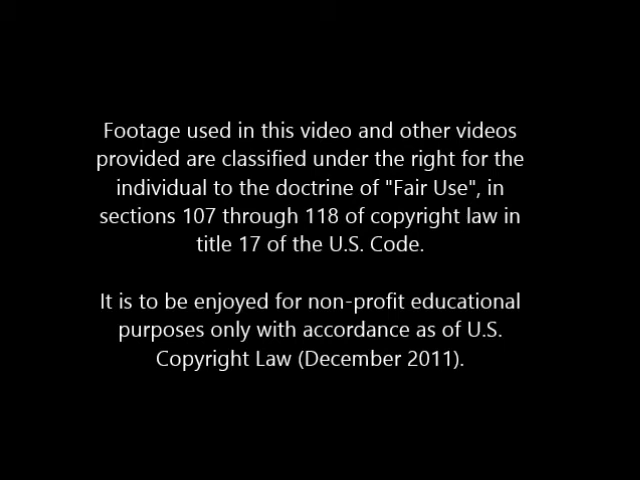 Footage used in this video and other videos
provided are classified under the right for the
individual to the doctrine of "Fair Use", in
sections 107 through 118 of copyright law in
title 17 of the U.S. Code.
It is to be enjoyed for non-profit educational
purposes only with accordance as of U.S.
Copyright Law (December 2011).